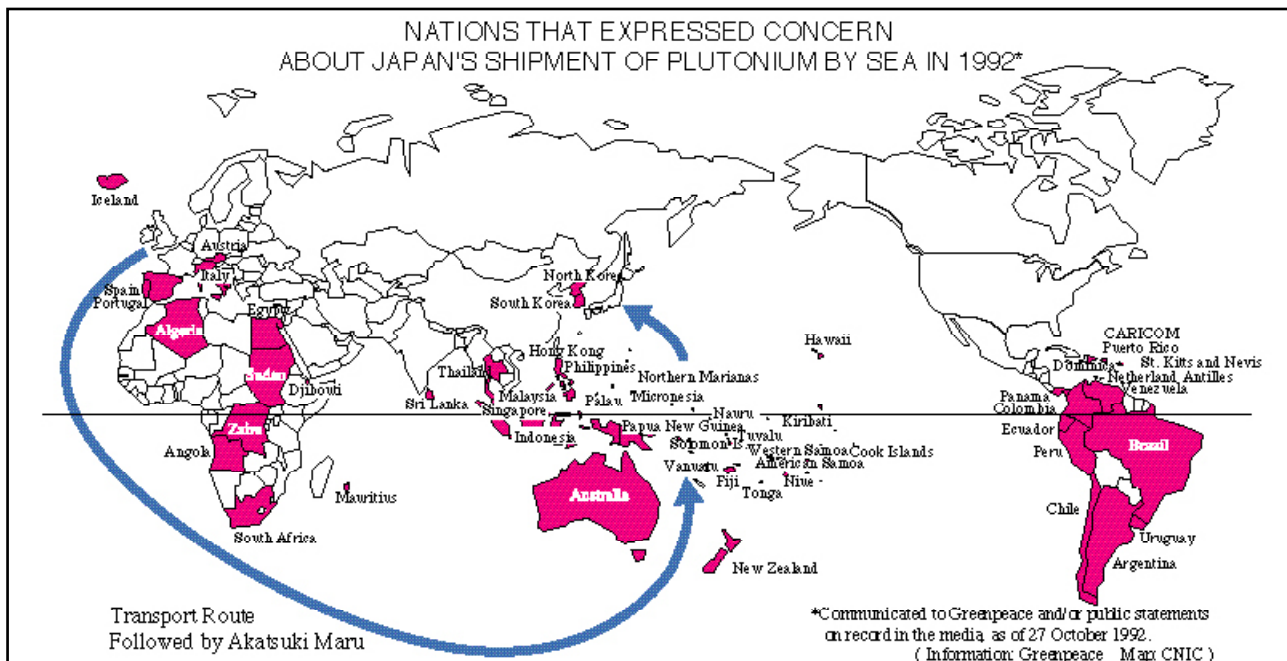 NATIONS THAT EXPRESSED CONCERN
ABOUT JAPAN'S SHIPMENT OF PLUTONIUM BY SEA IN 1992*
Iceland
Austria
Italy
Spain
Portugal
Algeria
Egypt
Sudan
Djibouti
Zaire
Angola
Mauritius
South Africa
North Korea
South Korea
Hong Kong
Thailand
Philippines
Sri Lanka
Malaysia
Singapore
Indonesia
Palau
Northern Marianas
Micronesia
Nauru
Kiribati
Papua New Guinea
Solomon Is
Tuvalu
Western Samoa
Cook Islands
American Samoa
Vanuatu
Fiji
Niue
Tonga
Australia
New Zealand
Hawaii
CARICOM
Puerto Rico
Dominica
St. Kitts and Nevis
Netherland Antilles
Venezuela
Panama
Colombia
Ecuador
Peru
Brazil
Chile
Uruguay
Argentina
Transport Route
Followed by Akatsuki Maru
*Communicated to Greenpeace and/or public statements
on record in the media, as of 27 October 1992.
( Information: Greenpeace Map: CNIC )